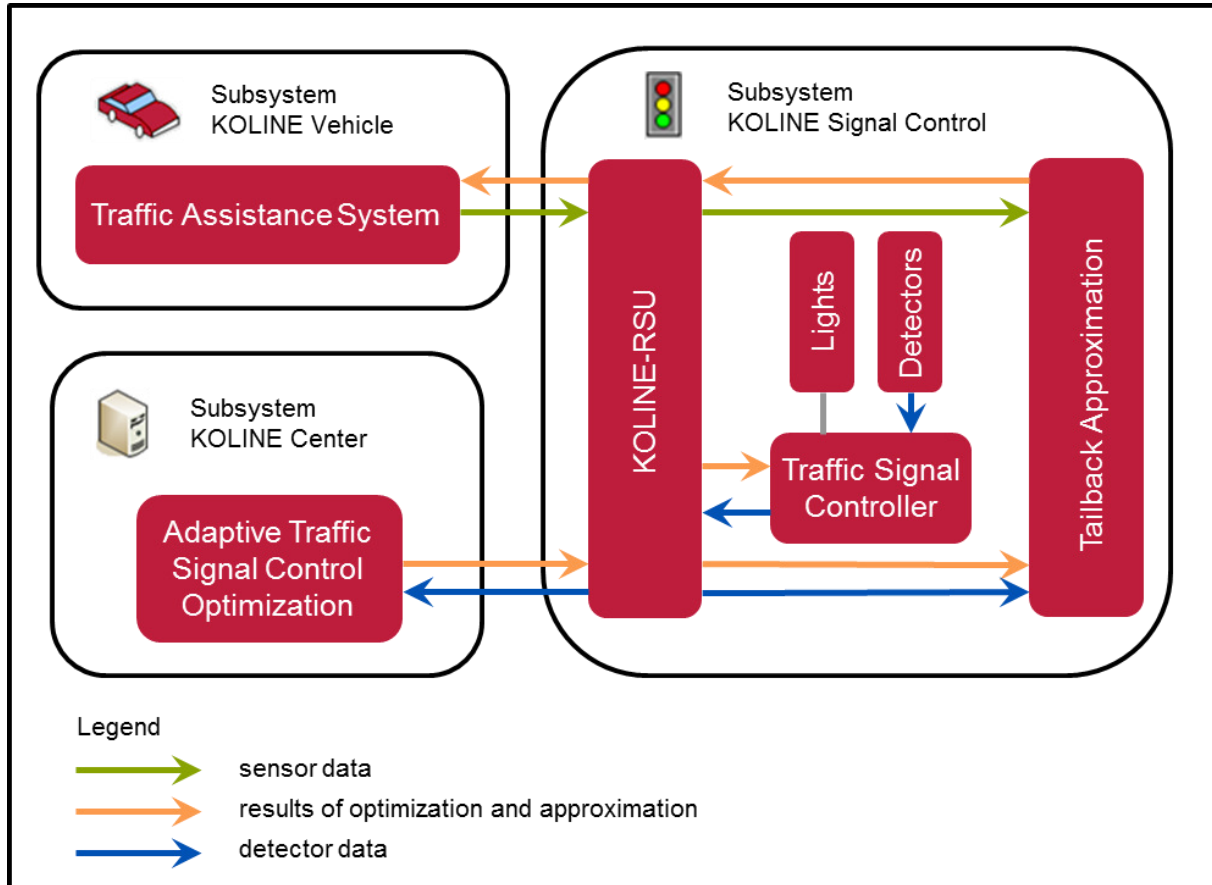 Subsystem
KOLINE Vehicle
Traffic Assistance System
Subsystem
KOLINE Signal Control
KOLINE-RSU
Lights
Detectors
Traffic Signal
Controller
Tailback Approximation
Subsystem
KOLINE Center
Adaptive Traffic
Signal Control
Optimization
Legend
sensor data
results of optimization and approximation
detector data